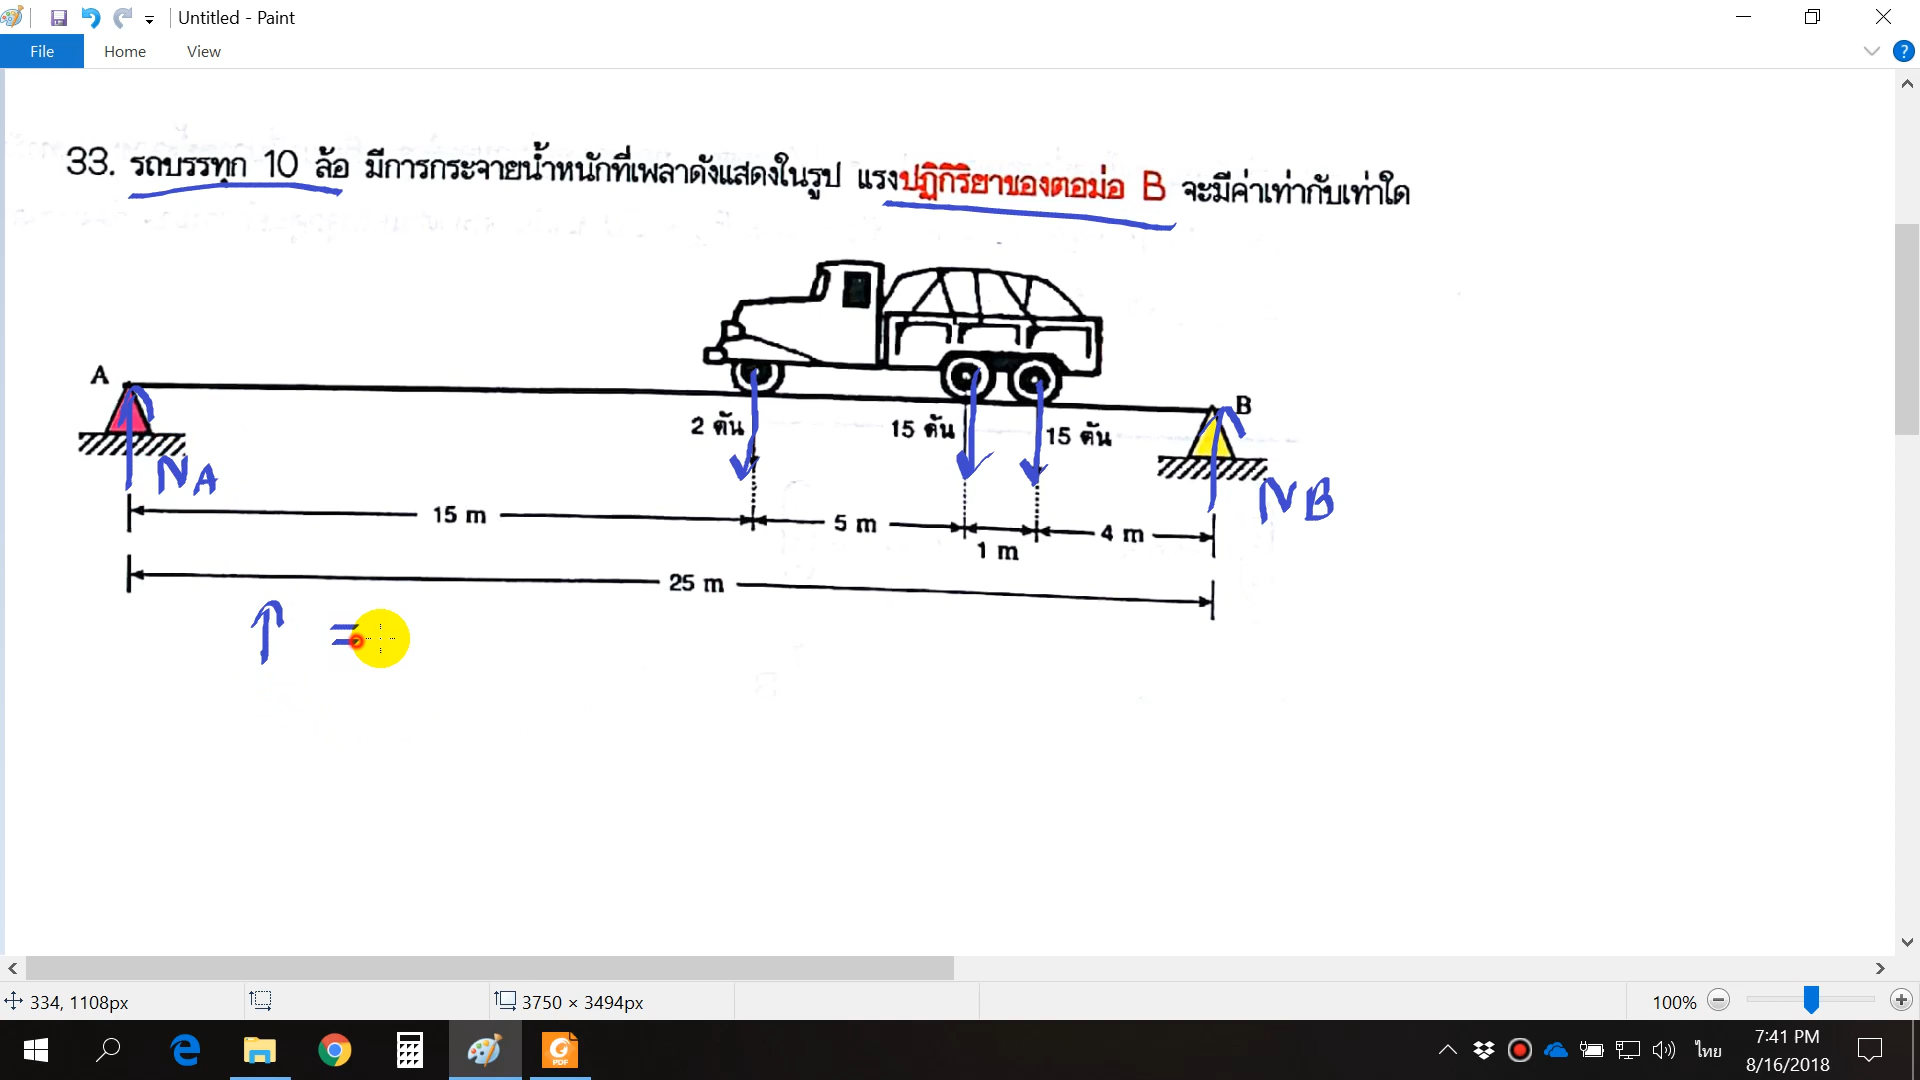 Untitled - Paint
File Home View
33. รถบรรทุก 10 ล้อ มีการกระจายน้ำหนักที่เพลาดังแสดงในรูป แรงปฏิกิริยาของตอม่อ B จะมีค่าเท่ากับเท่าใด
A
B
2 ตัน 15 ตัน 15 ตัน
NA
NB
15 m 5 m 1 m 4 m
25 m
↑ =
334, 1108px 3750 × 3494px 100%
PDF
ไทย
7:41 PM
8/16/2018